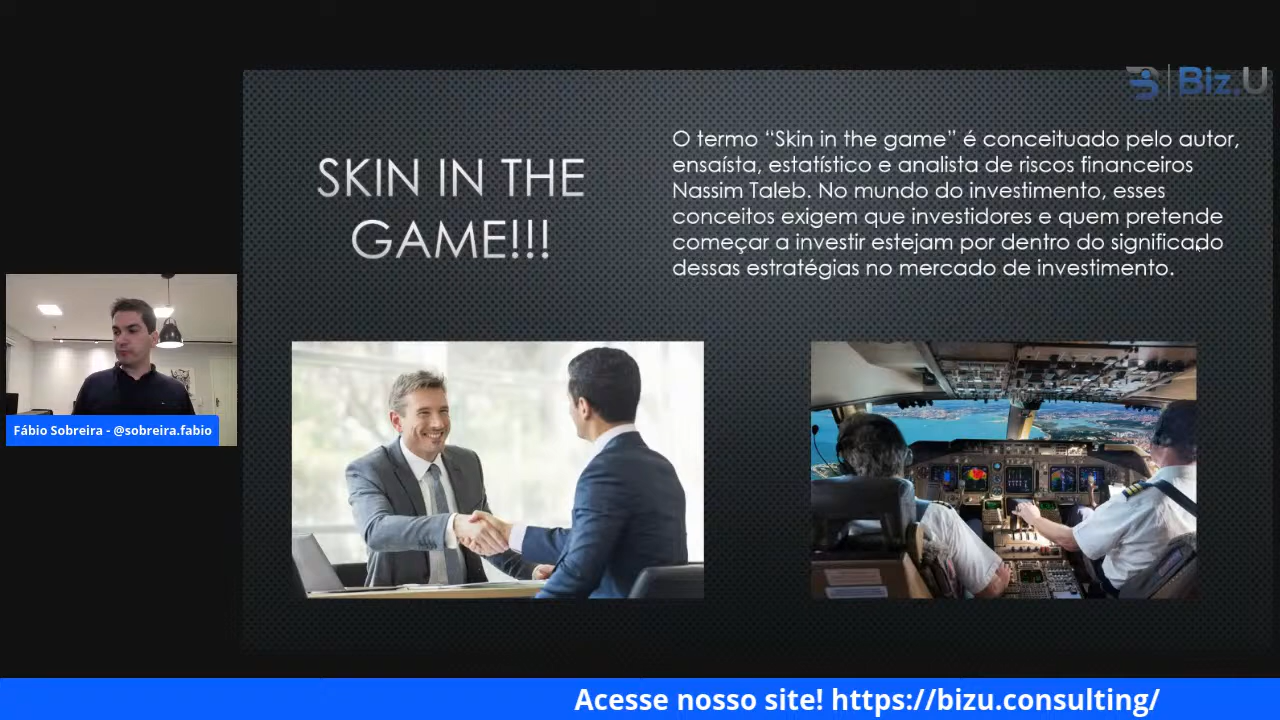 Biz.U
SKIN IN THE
GAME!!!
O termo “Skin in the game” é conceituado pelo autor,
ensaísta, estatístico e analista de riscos financeiros
Nassim Taleb. No mundo do investimento, esses
conceitos exigem que investidores e quem pretende
começar a investir estejam por dentro do significado
dessas estratégias no mercado de investimento.
Fábio Sobreira - @sobreira.fabio
Acesse nosso site! https://bizu.consulting/